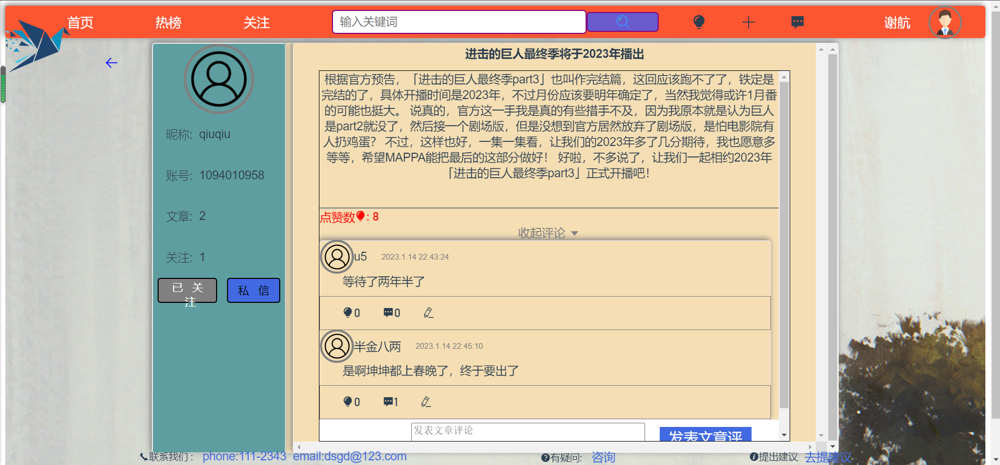 首页 热榜 关注 输入关键词 谢航
进击的巨人最终季将于2023年播出
昵称: qiuqiu
账号: 1094010958
文章: 2
关注: 1
已 关 注
私 信
根据官方预告，「进击的巨人最终季part3」也叫作完结篇，这回应该跑不了了，铁定是
完结的了，具体开播时间是2023年，不过月份应该要明年确定了，当然我觉得或许1月番
的可能也挺大。 说真的，官方这一手我是真的有些措手不及，因为我原本就是认为巨人
是part2就没了，然后接一个剧场版，但是没想到官方居然放弃了剧场版，是怕电影院有
人扔鸡蛋？ 不过，这样也好，一集一集看，让我们的2023年多了几分期待，我也愿意多
等等，希望MAPPA能把最后的这部分做好！ 好啦，不多说了，让我们一起相约2023年
「进击的巨人最终季part3」正式开播吧！
点赞数: 8
收起评论
u5 2023.1.14 22:43:24
等待了两年半了
0 0
半金八两 2023.1.14 22:45:10
是啊坤坤都上春晚了，终于要出了
0 1
发表文章评论
发表文章评
联系我们： phone:111-2343 email:dsgd@123.com 有疑问: 咨询 提出建议 去提建议